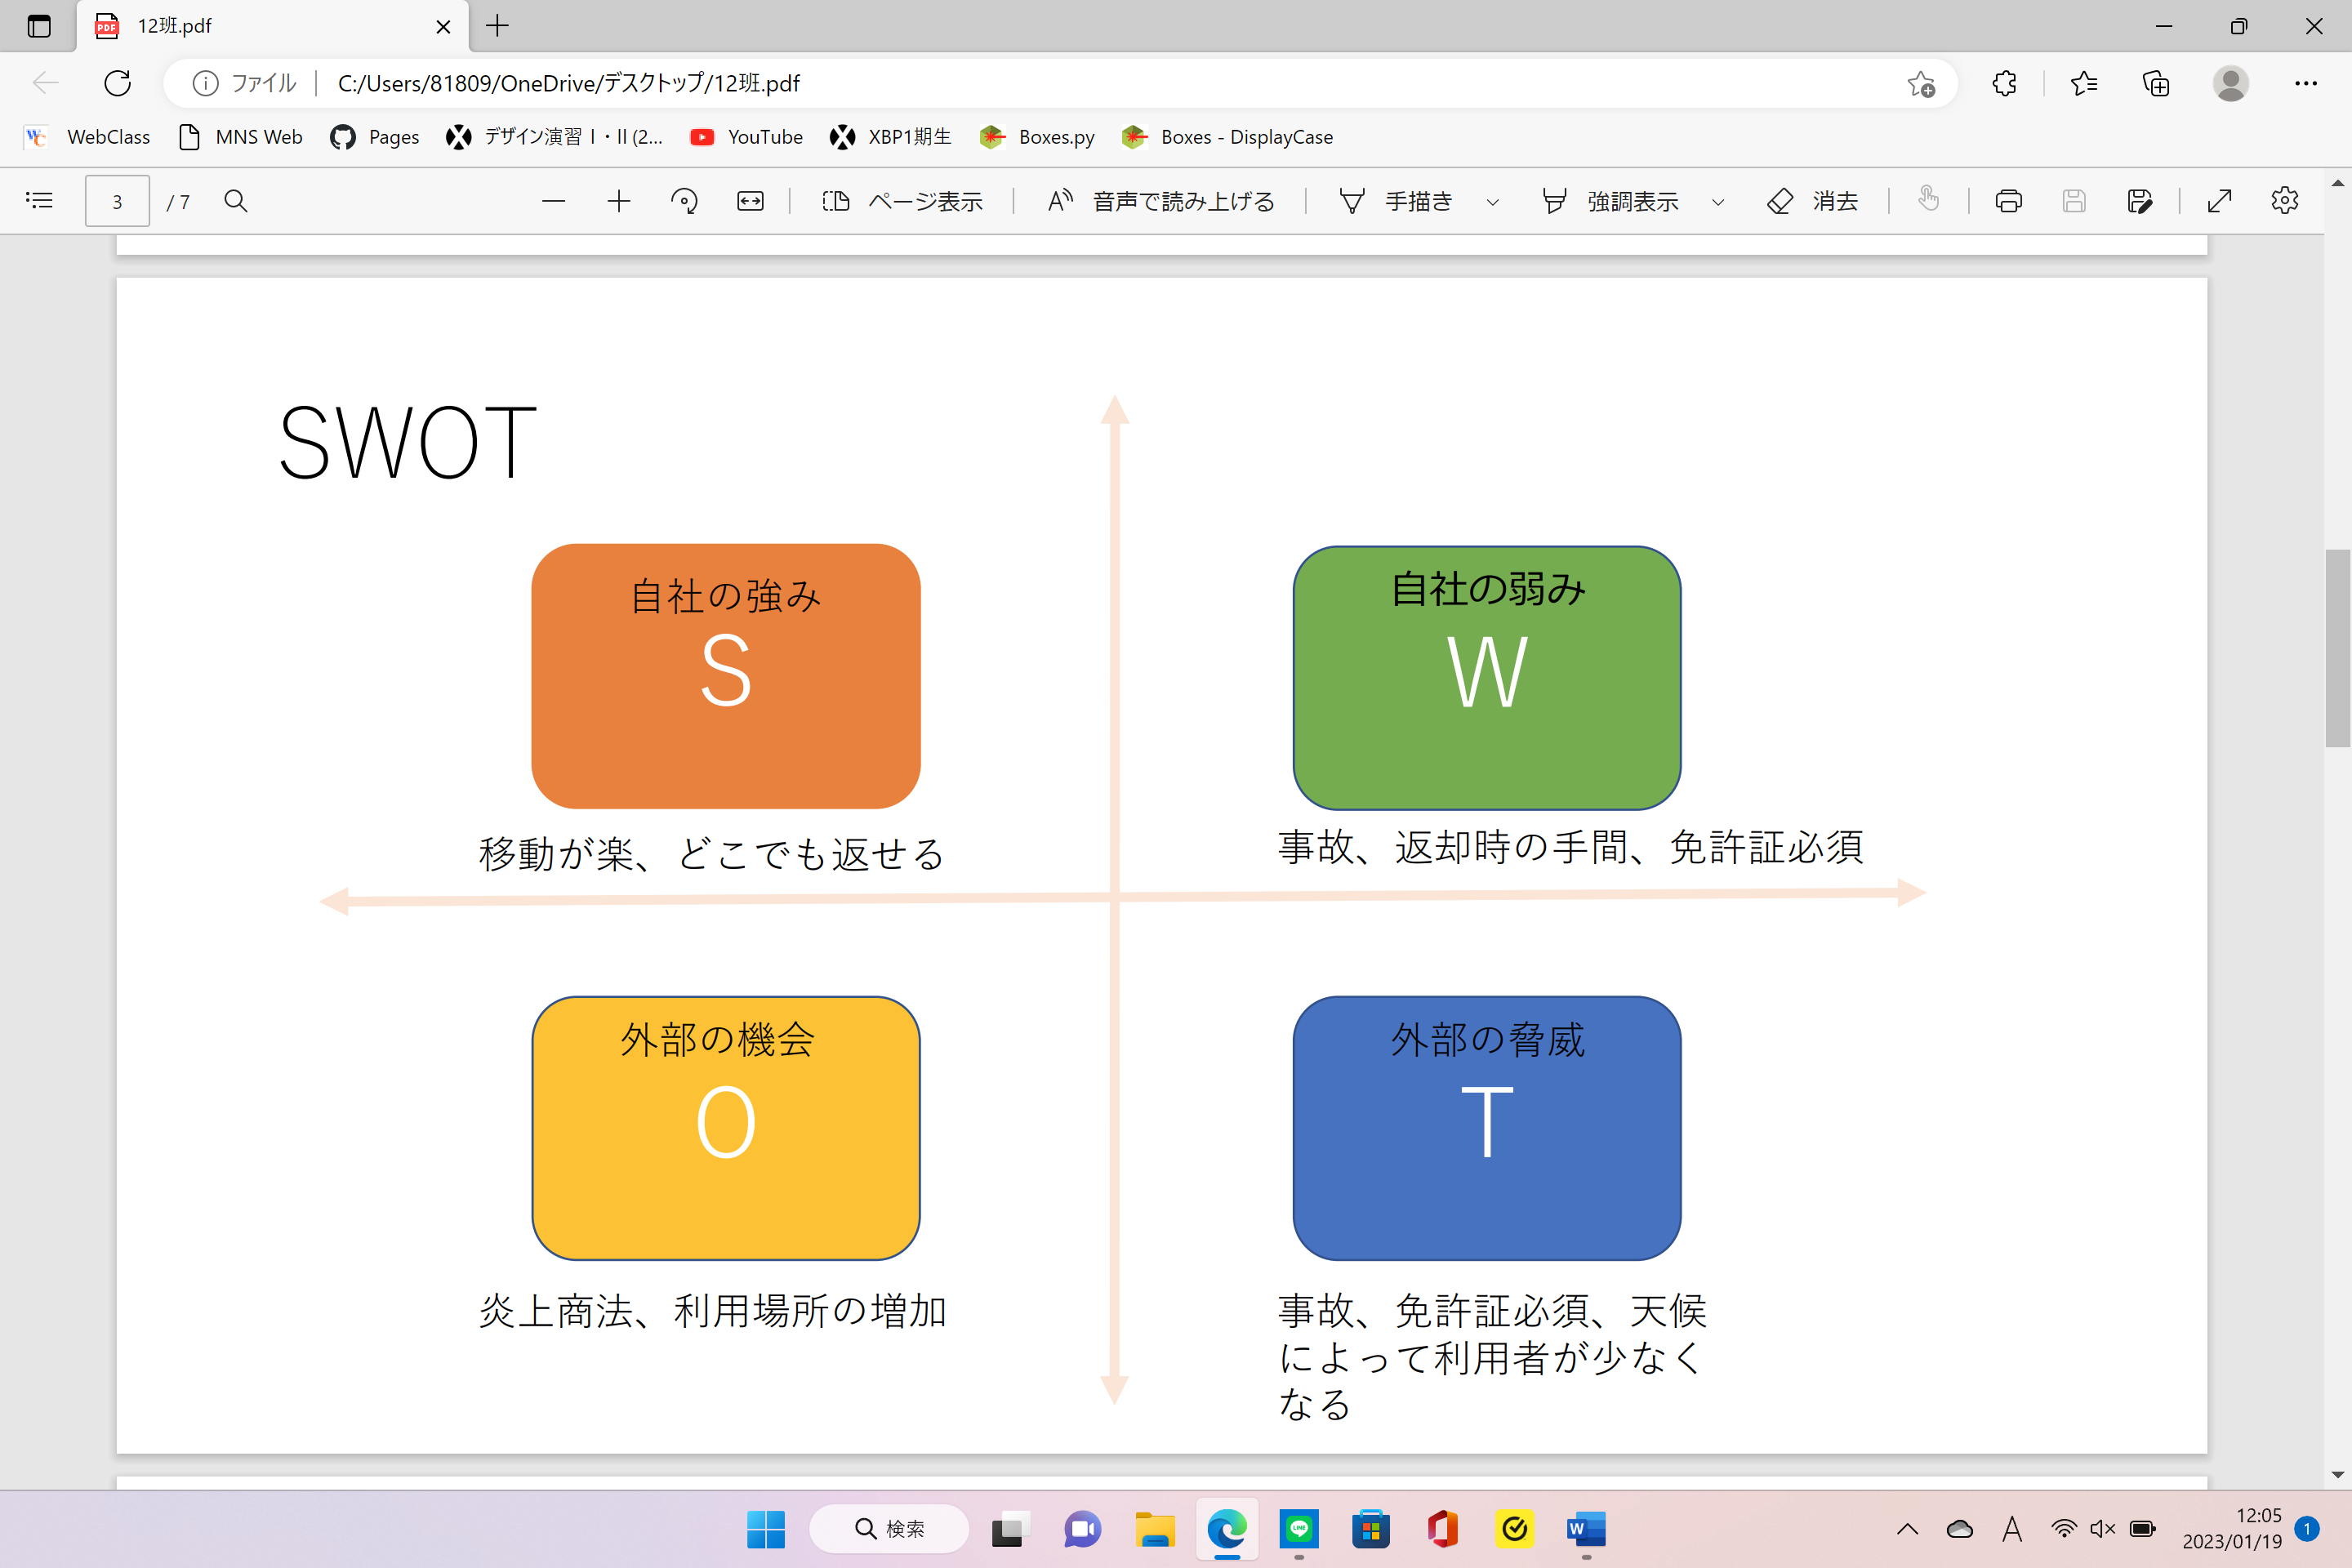 12班.pdf
ファイル C:/Users/81809/OneDrive/デスクトップ/12班.pdf
WebClass MNS Web Pages デザイン演習Ⅰ・Ⅱ (2... YouTube XBP1期生 Boxes.py Boxes - DisplayCase
3 / 7 ページ表示 音声で読み上げる 手描き 強調表示 消去
SWOT
自社の強み
S
移動が楽、どこでも返せる
自社の弱み
W
事故、返却時の手間、免許証必須
外部の機会
O
炎上商法、利用場所の増加
外部の脅威
T
事故、免許証必須、天候
によって利用者が少なく
なる
検索
A
12:05
2023/01/19
1